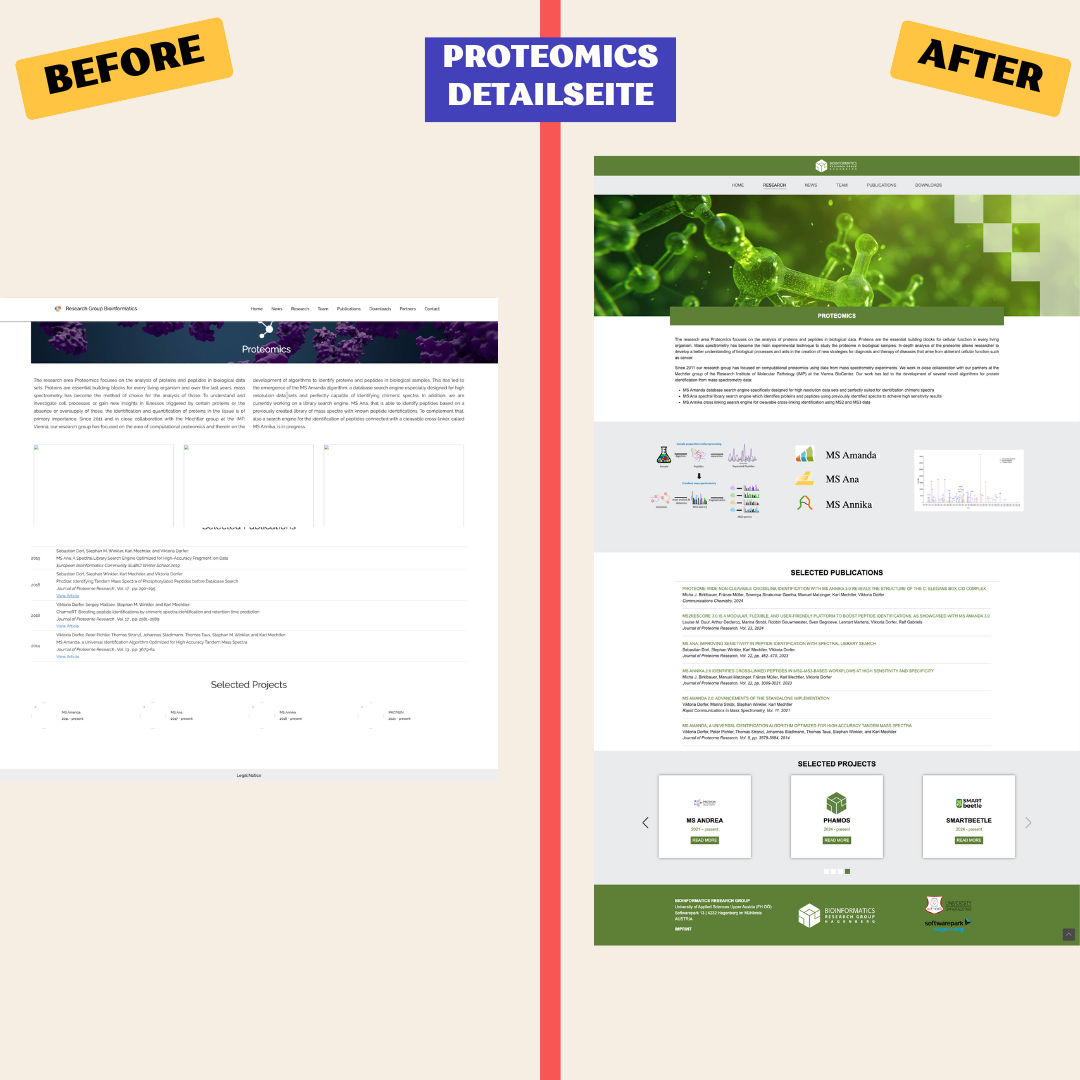 BEFORE
PROTEOMICS
DETAILSEITE
AFTER
Research Group Bioinformatics
Home News Research Team Publications Downloads Partners Contact
Proteomics
The research area Proteomics focuses on the analysis of proteins and peptides in biological data
sets. Proteins are essential building blocks for every living organism and over the last years, mass
spectrometry has become the method of choice for the analysis of those. To understand and
investigate cell processes or gain new insights in illnesses triggered by certain proteins or the
absence or oversupply of those, the identification and quantification of proteins in the tissue is of
primary importance. Since 2011 and in close collaboration with the Mechtler group at the IMP,
Vienna, our research group has focused on the area of computational proteomics and therein on the
development of algorithms to identify proteins and peptides in biological samples. This has led to
the emergence of the MS Amanda algorithm, a database search engine especially designed for high
resolution data and perfectly capable of identifying chimeric spectra. In addition, we are
currently working on a library search engine, MS Ana, that is able to identify peptides based on a
previously created library of mass spectra with known peptide identifications. To complement that,
also a search engine for the identification of peptides connected with a cleavable cross-linker, called
MS Annika, is in progress.
Selected Publications
2019
Sebastian Dorl, Stephan M. Winkler, Karl Mechtler, and Viktoria Dorfer.
MS Ana: A Spectral Library Search Engine Optimized for High-Accuracy Fragment-Ion Data
European Bioinformatics Community EuBIC Winter School 2019
2018
Sebastian Dorl, Stephan Winkler, Karl Mechtler, and Viktoria Dorfer
PhoStar: Identifying Tandem Mass Spectra of Phosphorylated Peptides before Database Search
Journal of Proteome Research , Vol. 17 , pp. 290-295
View Article
2018
Viktoria Dorfer, Sergey Maltsev, Stephan M. Winkler and Karl Mechtler
CharmeRT: Boosting peptide identifications by chimeric spectra identification and retention time prediction
Journal of Proteome Research , Vol. 17 , pp. 2581-2589
View Article
2014
Viktoria Dorfer, Peter Pichler, Thomas Stranzl, Johannes Stadlmann, Thomas Taus, Stephan M. Winkler, and Karl Mechtler
MS Amanda, a Universal Identification Algorithm Optimized for High Accuracy Tandem Mass Spectra
Journal of Proteome Research , Vol. 13 , pp. 3679-84
View Article
Selected Projects
MS Amanda
2011 - present
MS Ana
2017 - present
MS Annika
2018 - present
PROTEIN
present
Legal Notice
BIOINFORMATICS
RESEARCH GROUP
HAGENBERG
HOME RESEARCH NEWS TEAM PUBLICATIONS DOWNLOADS
PROTEOMICS
The research area Proteomics focuses on the analysis of proteins and peptides in biological data. Proteins are the essential building blocks for cellular function in every living
organism. Mass spectrometry has become the main experimental technique to study the proteome in biological samples. In-depth analysis of the proteome allows researcher to
develop a better understanding of biological processes and aids in the creation of new strategies for diagnosis and therapy of diseases that arise from aberrant cellular function such
as cancer.
Since 2011 our research group has focused on computational proteomics using data from mass spectrometry experiments. We work in close collaboration with our partners at the
Mechtler group of the Research Institute of Molecular Pathology (IMP) at the Vienna BioCenter. Our work has led to the development of several novel algorithms for protein
identification from mass spectrometry data:
MS Amanda database search engine specifically designed for high resolution data sets and perfectly suited for identification chimeric spectra
MS Ana spectral library search engine which identifies proteins and peptides using previously identified spectra to achieve high sensitivity results
MS Annika cross linking search engine for cleavable cross-linking identification using MS2 and MS3 data
MS Amanda
MS Ana
MS Annika
SELECTED PUBLICATIONS
PROTEOME-WIDE NON-CLEAVABLE CROSSLINK IDENTIFICATION WITH MS ANNIKA 3.0 REVEALS THE STRUCTURE OF THE C. ELEGANS BOX C/D COMPLEX
Micha J. Birklbauer, Fränze Müller, Sowmya Sivakumar Geetha, Manuel Matzinger, Karl Mechtler, Viktoria Dorfer
Communications Chemistry, 2024
MS2RESCORE 3.0 IS A MODULAR, FLEXIBLE, AND USER-FRIENDLY PLATFORM TO BOOST PEPTIDE IDENTIFICATIONS, AS SHOWCASED WITH MS AMANDA 3.0
Louise M. Buur, Arthur Declercq, Marina Strobl, Robbin Bouwmeester, Sven Degroeve, Lennart Martens, Viktoria Dorfer, Ralf Gabriels
Journal of Proteome Research, Vol. 23, 2024
MS ANA: IMPROVING SENSITIVITY IN PEPTIDE IDENTIFICATION WITH SPECTRAL LIBRARY SEARCH
Sebastian Dorl, Stephan Winkler, Karl Mechtler, Viktoria Dorfer
Journal of Proteome Research, Vol. 22, pp. 462-470, 2023
MS ANNIKA 2.0 IDENTIFIES CROSS-LINKED PEPTIDES IN MS2-MS3-BASED WORKFLOWS AT HIGH SENSITIVITY AND SPECIFICITY
Micha J. Birklbauer, Manuel Matzinger, Fränze Müller, Karl Mechtler, Viktoria Dorfer
Journal of Proteome Research, Vol. 22, pp. 3009-3021, 2023
MS AMANDA 2.0: ADVANCEMENTS OF THE STANDALONE IMPLEMENTATION
Viktoria Dorfer, Marina Strobl, Stephan Winkler, Karl Mechtler
Rapid Communications in Mass Spectrometry, Vol. 11, 2021
MS AMANDA, A UNIVERSAL IDENTIFICATION ALGORITHM OPTIMIZED FOR HIGH ACCURACY TANDEM MASS SPECTRA
Viktoria Dorfer, Peter Pichler, Thomas Stranzl, Johannes Stadlmann, Thomas Taus, Stephan Winkler, and Karl Mechtler
Journal of Proteome Research, Vol. 8, pp. 3679-3684, 2014
SELECTED PROJECTS
MS ANDREA
2021 - present
READ MORE
PHAMOS
2024 - present
READ MORE
SMART
beetle
SMARTBEETLE
2024 - present
READ MORE
BIOINFORMATICS RESEARCH GROUP
University of Applied Sciences Upper Austria (FH OÖ)
Softwarepark 13 | 4232 Hagenberg im Mühlkreis
AUSTRIA
IMPRINT
BIOINFORMATICS
RESEARCH GROUP
HAGENBERG
softwarepark
hagenberg